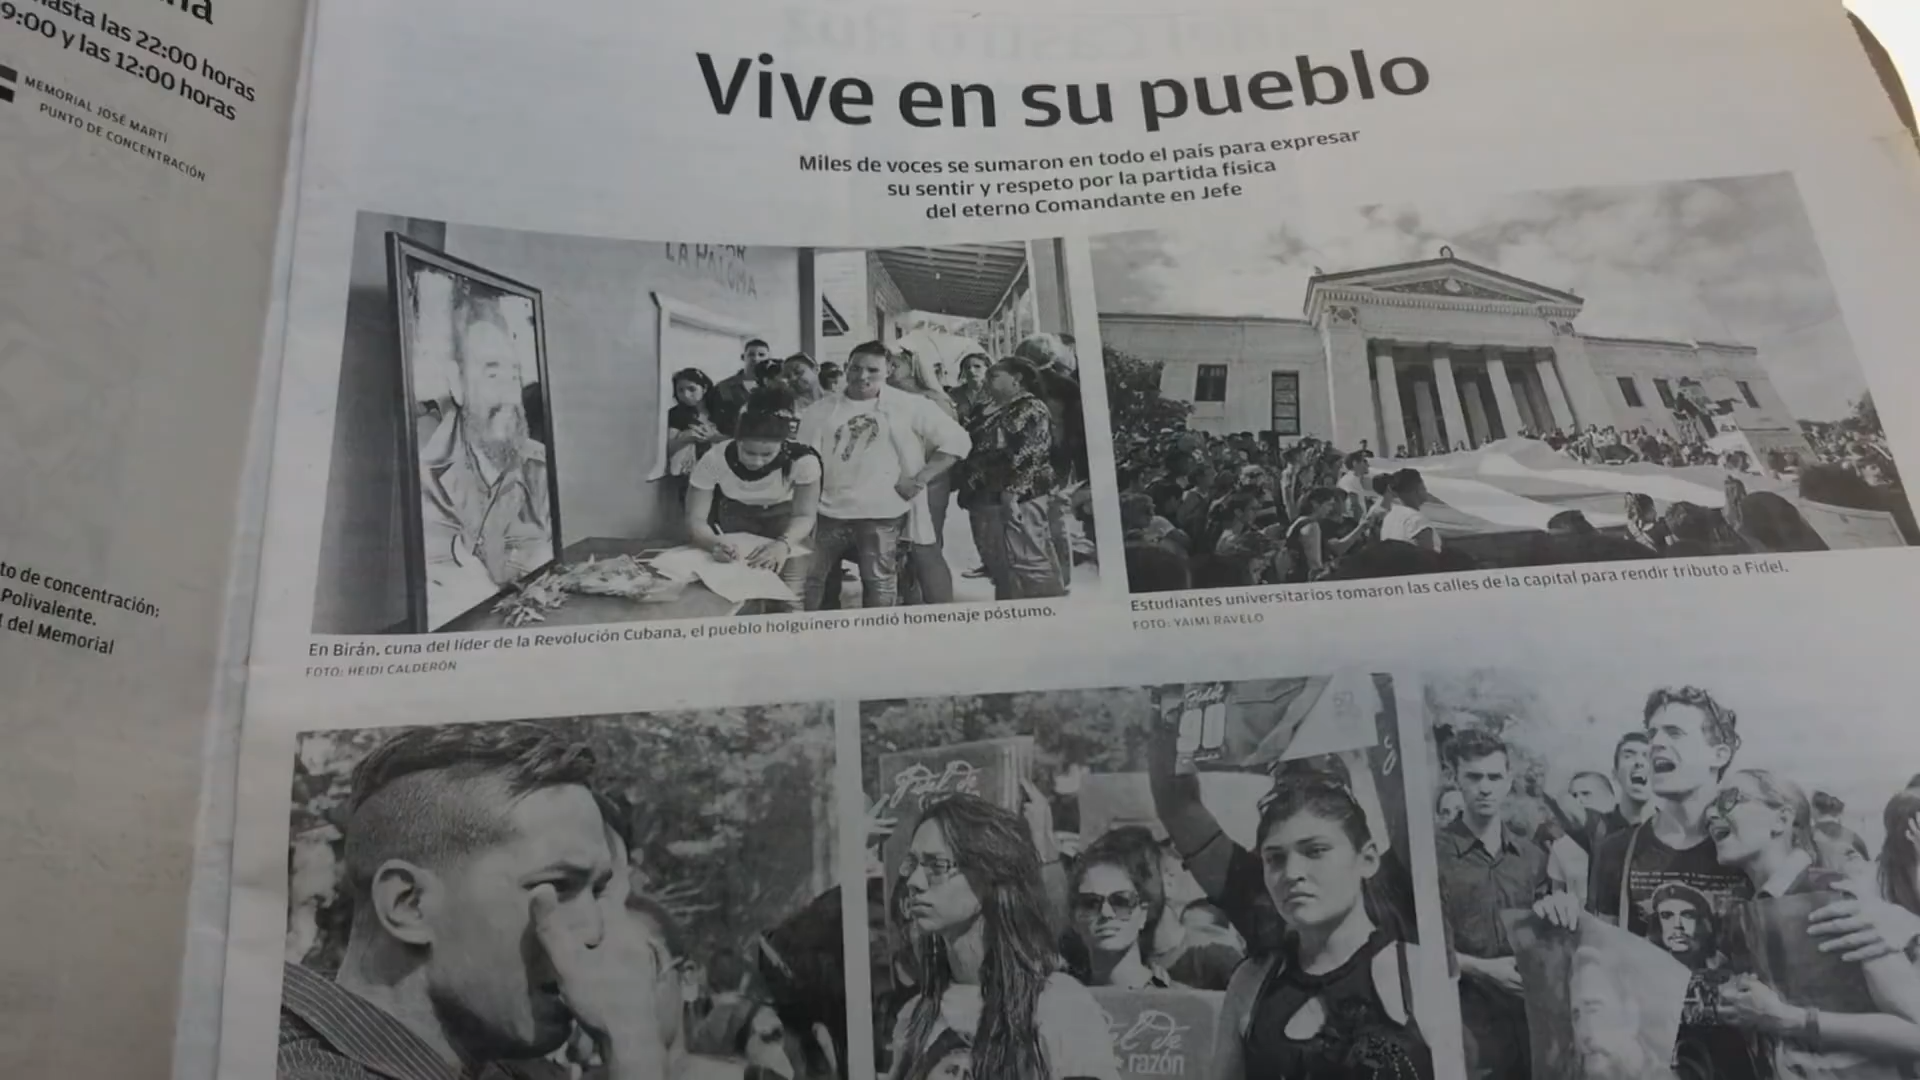 hasta las 22:00 horas
9:00 y las 12:00 horas
MEMORIAL JOSÉ MARTÍ
PUNTO DE CONCENTRACIÓN
to de concentración:
Polivalente.
del Memorial
Vive en su pueblo
Miles de voces se sumaron en todo el país para expresar
su sentir y respeto por la partida física
del eterno Comandante en Jefe
LA PALOMA
En Birán, cuna del líder de la Revolución Cubana, el pueblo holguinero rindió homenaje póstumo.
FOTO: HEIDI CALDERÓN
Estudiantes universitarios tomaron las calles de la capital para rendir tributo a Fidel.
FOTO: YAIMI RAVELO
Fidel
razón